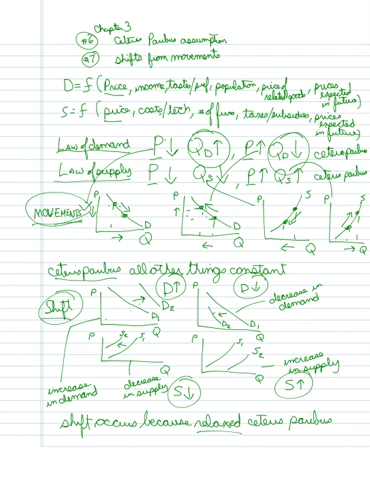 Chapter 3
#6 Ceteris Paribus assumption
#7 shifts from movements
D = f (Price, income, taste/pref, population, price of related goods, prices expected in future)
S = f (price, costs/tech, # of firms, taxes/subsidies, prices expected in future)
Law of demand P↓ QD↑, P↑ QD↓ ceteris paribus
Law of supply P↓ QS↓, P↑ QS↑ ceteris paribus
MOVEMENTS P D Q P D Q P S Q P S Q
ceteris paribus all other things constant
Shift P D1 D2 Q D↑ P D2 D1 Q D↓ decrease in demand
P S2 S1 Q P S1 S2 Q
increase in demand decrease in supply S↓ increase in supply S↑
shift occurs because relaxed ceteris paribus